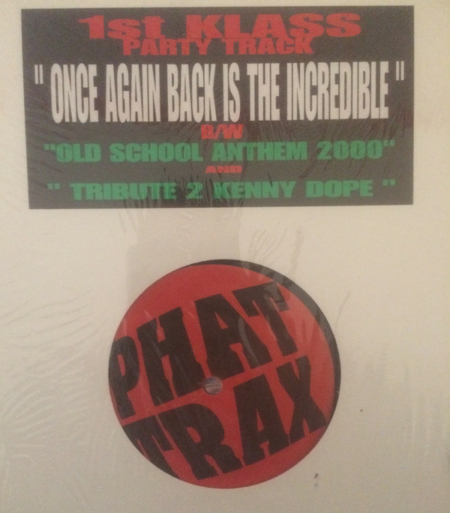 1st KLASS
PARTY TRACK
" ONCE AGAIN BACK IS THE INCREDIBLE "
B/W
"OLD SCHOOL ANTHEM 2000"
AND
" TRIBUTE 2 KENNY DOPE "
PHAT
TRAX